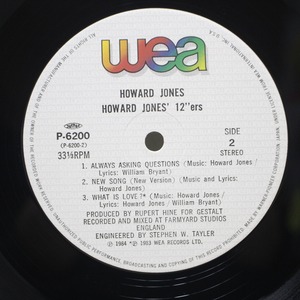 wea
HOWARD JONES
HOWARD JONES' 12"ers
P-6200
(P-6200-2)
33⅓RPM
SIDE
2
STEREO
1. ALWAYS ASKING QUESTIONS (Music: Howard Jones /
Lyrics: William Bryant)
2. NEW SONG (New Version) (Music and Lyrics:
Howard Jones)
3. WHAT IS LOVE?* (Music: Howard Jones /
Lyrics: Howard Jones / William Bryant)
PRODUCED BY RUPERT HINE FOR GESTALT
RECORDED AND MIXED AT FARMYARD STUDIOS
ENGLAND
ENGINEERED BY STEPHEN W. TAYLER
℗ 1984 *℗ 1983 WEA RECORDS LTD.